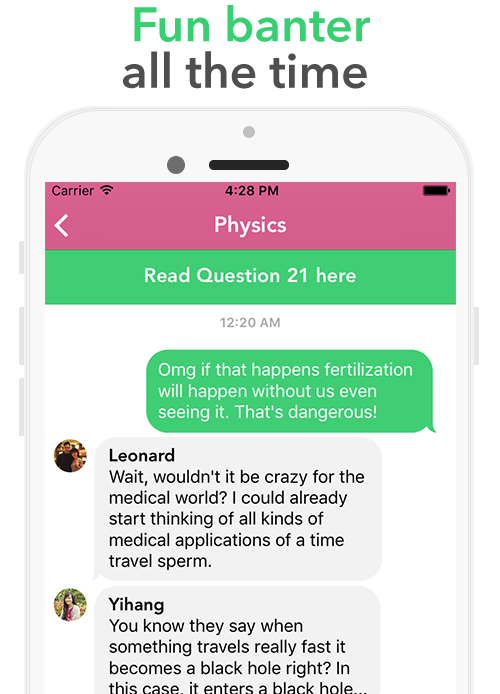 Fun banter
all the time
Carrier 4:28 PM
Physics
Read Question 21 here
12:20 AM
Omg if that happens fertilization
will happen without us even
seeing it. That's dangerous!
Leonard
Wait, wouldn't it be crazy for the
medical world? I could already
start thinking of all kinds of
medical applications of a time
travel sperm.
Yihang
You know they say when
something travels really fast it
becomes a black hole right? In
this case, it enters a black hole...